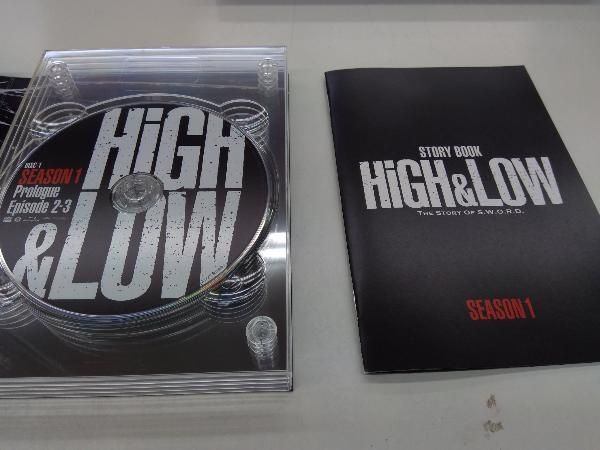 DISC-1
SEASON 1
Prologue
Episode 2-3
HiGH
&LOW
STORY BOOK
HiGH&LOW
THE STORY OF S.W.O.R.D.
SEASON 1